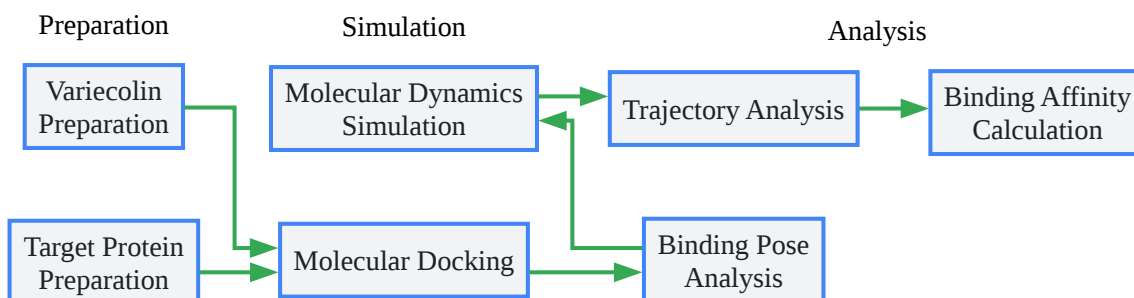 Preparation
Simulation
Analysis
Variecolin
Preparation
Molecular Dynamics
Simulation
Trajectory Analysis
Binding Affinity
Calculation
Target Protein
Preparation
Molecular Docking
Binding Pose
Analysis